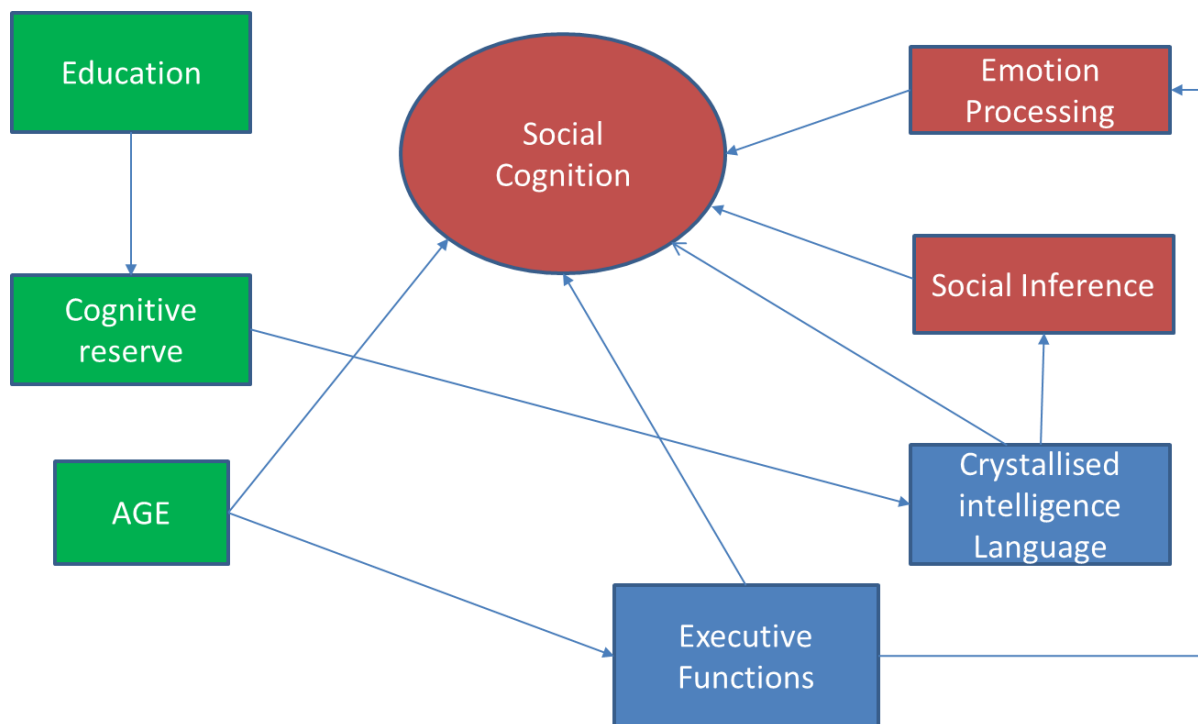 Education
Social
Cognition
Emotion
Processing
Cognitive
reserve
Social Inference
AGE
Crystallised
intelligence
Language
Executive
Functions